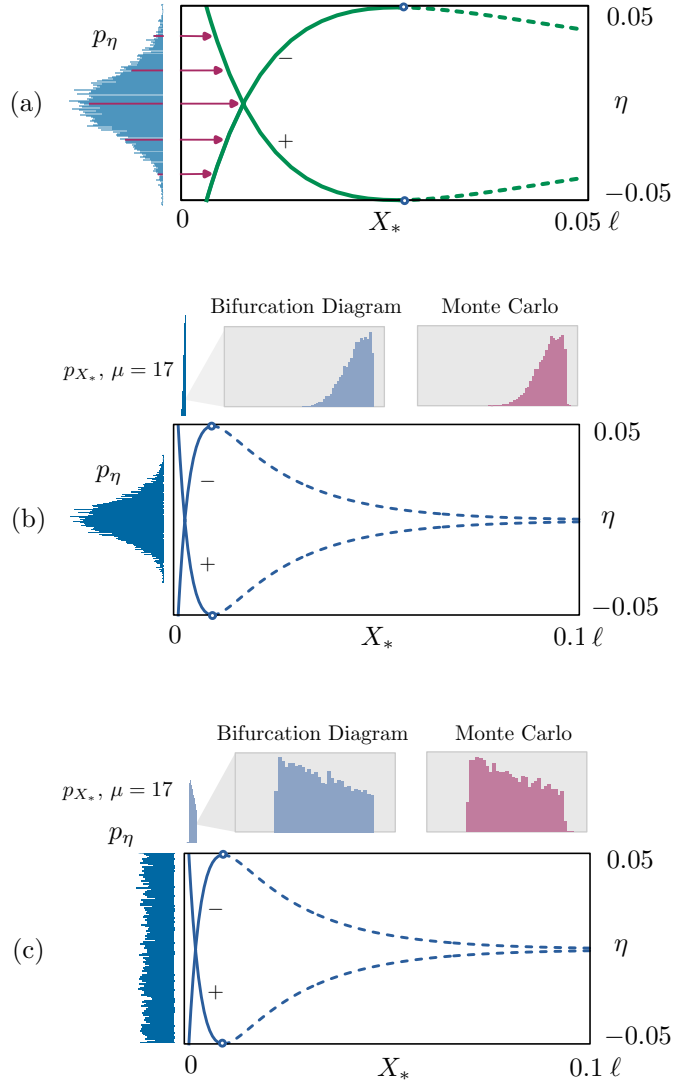 p_η
0.05
−
(a)
η
+
−0.05
0
X_*
0.05 ℓ
Bifurcation Diagram
Monte Carlo
p_{X_*}, μ = 17
0.05
p_η
−
(b)
η
+
−0.05
0
X_*
0.1 ℓ
Bifurcation Diagram
Monte Carlo
p_{X_*}, μ = 17
p_η
0.05
−
(c)
η
+
−0.05
0
X_*
0.1 ℓ